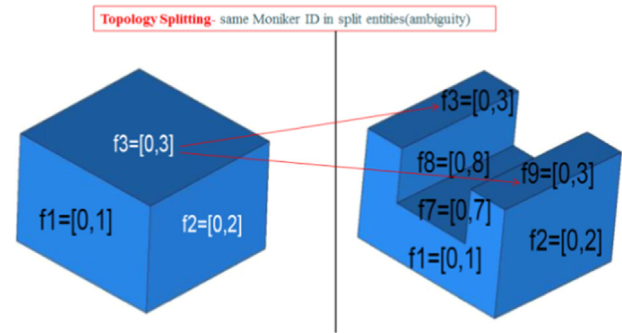 Topology Splitting- same Moniker ID in split entities(ambiguity)
f3=[0,3]
f1=[0,1]
f2=[0,2]
f3=[0,3]
f8=[0,8]
f9=[0,3]
f7=[0,7]
f1=[0,1]
f2=[0,2]